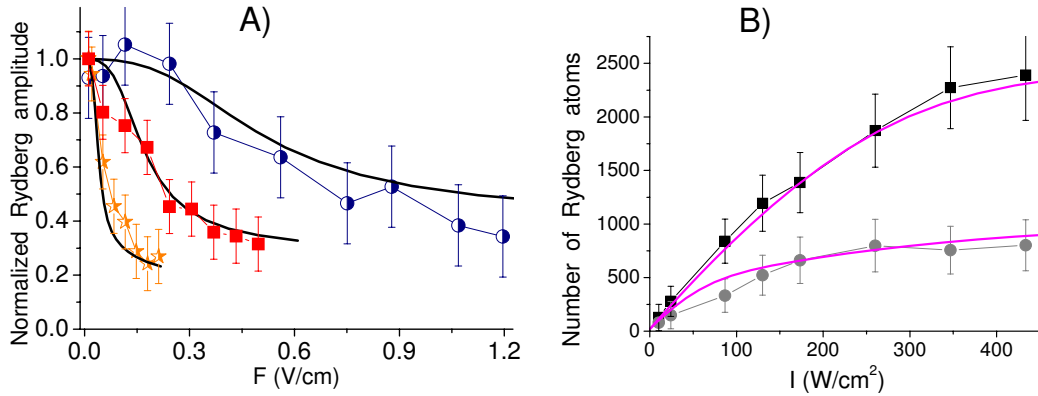 A)
Normalized Rydberg amplitude
1.0
0.8
0.6
0.4
0.2
0.0
0.0 0.3 0.6 0.9 1.2
F (V/cm)
B)
Number of Rydberg atoms
2500
2000
1500
1000
500
0
0 100 200 300 400
I (W/cm²)